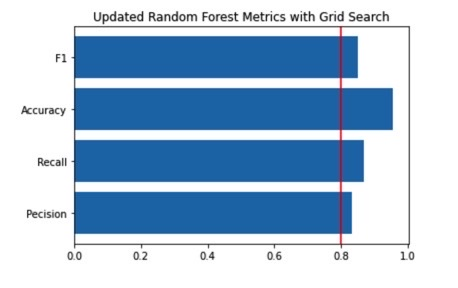 Updated Random Forest Metrics with Grid Search
F1
Accuracy
Recall
Pecision
0.0 0.2 0.4 0.6 0.8 1.0